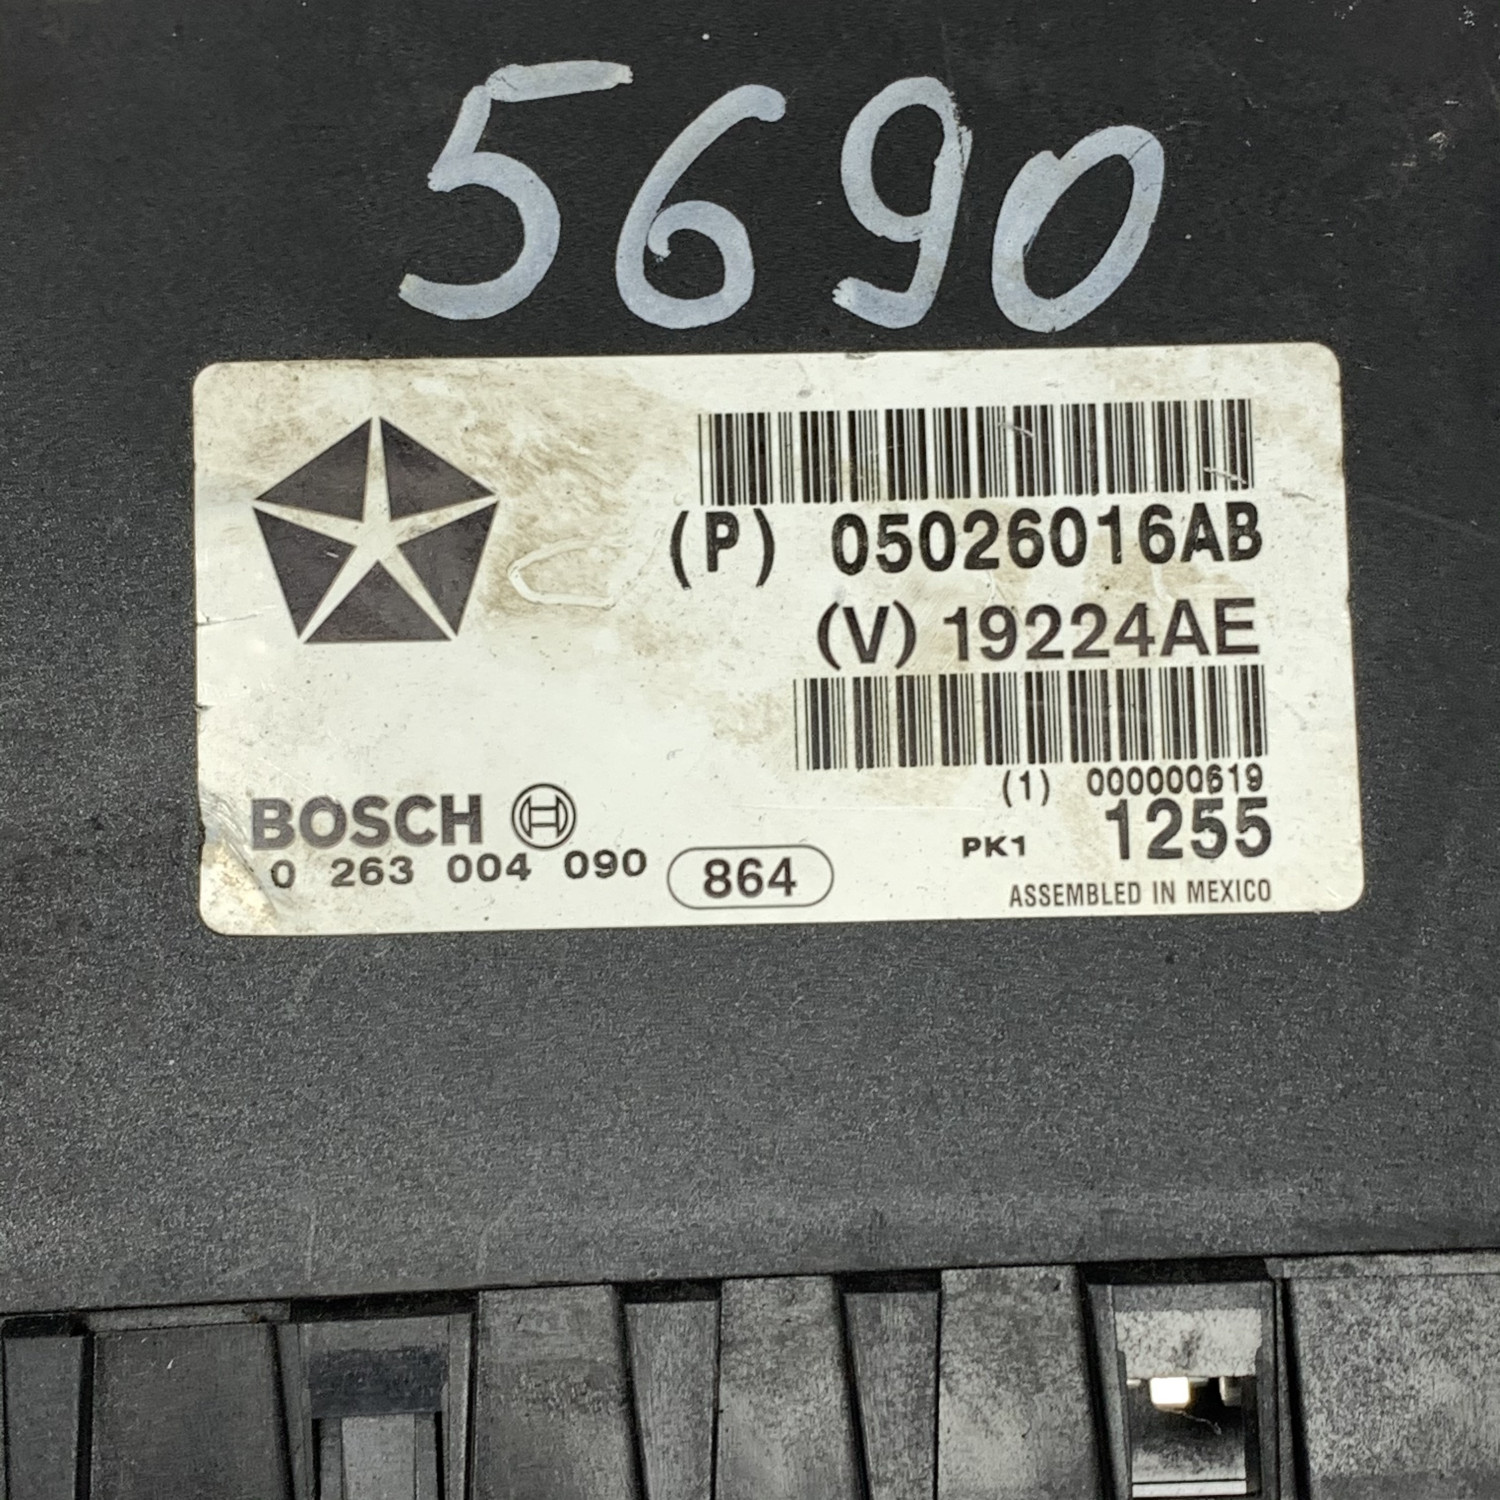 5690
(P) 05026016AB
(V) 19224AE
(1) 000000619
BOSCH
0 263 004 090
864
PK1 1255
ASSEMBLED IN MEXICO